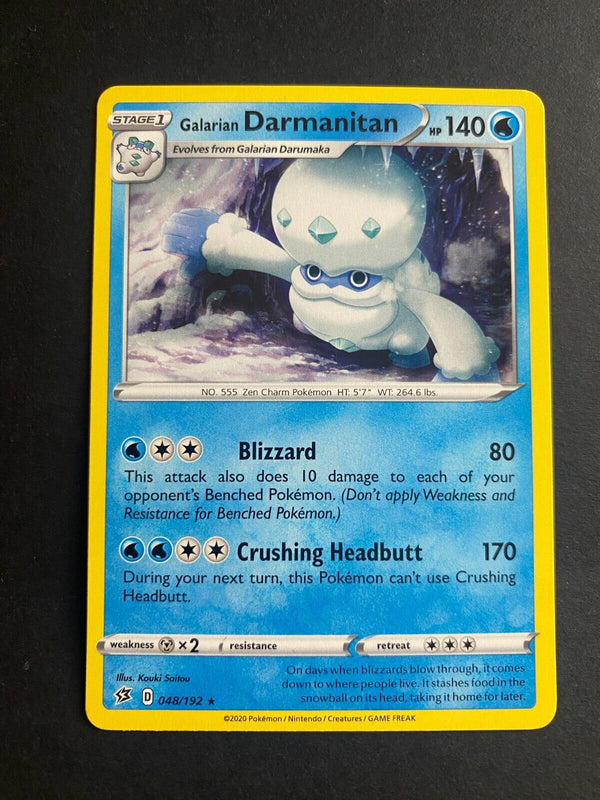 STAGE 1
Galarian Darmanitan HP 140
Evolves from Galarian Darumaka
NO. 555 Zen Charm Pokémon HT: 5'7" WT: 264.6 lbs.
Blizzard 80
This attack also does 10 damage to each of your
opponent's Benched Pokémon. (Don't apply Weakness and
Resistance for Benched Pokémon.)
Crushing Headbutt 170
During your next turn, this Pokémon can't use Crushing
Headbutt.
weakness ×2 resistance retreat
Illus. Kouki Saitou
On days when blizzards blow through, it comes
down to where people live. It stashes food in the
snowball on its head, taking it home for later.
D 048/192 ★
©2020 Pokémon / Nintendo / Creatures / GAME FREAK